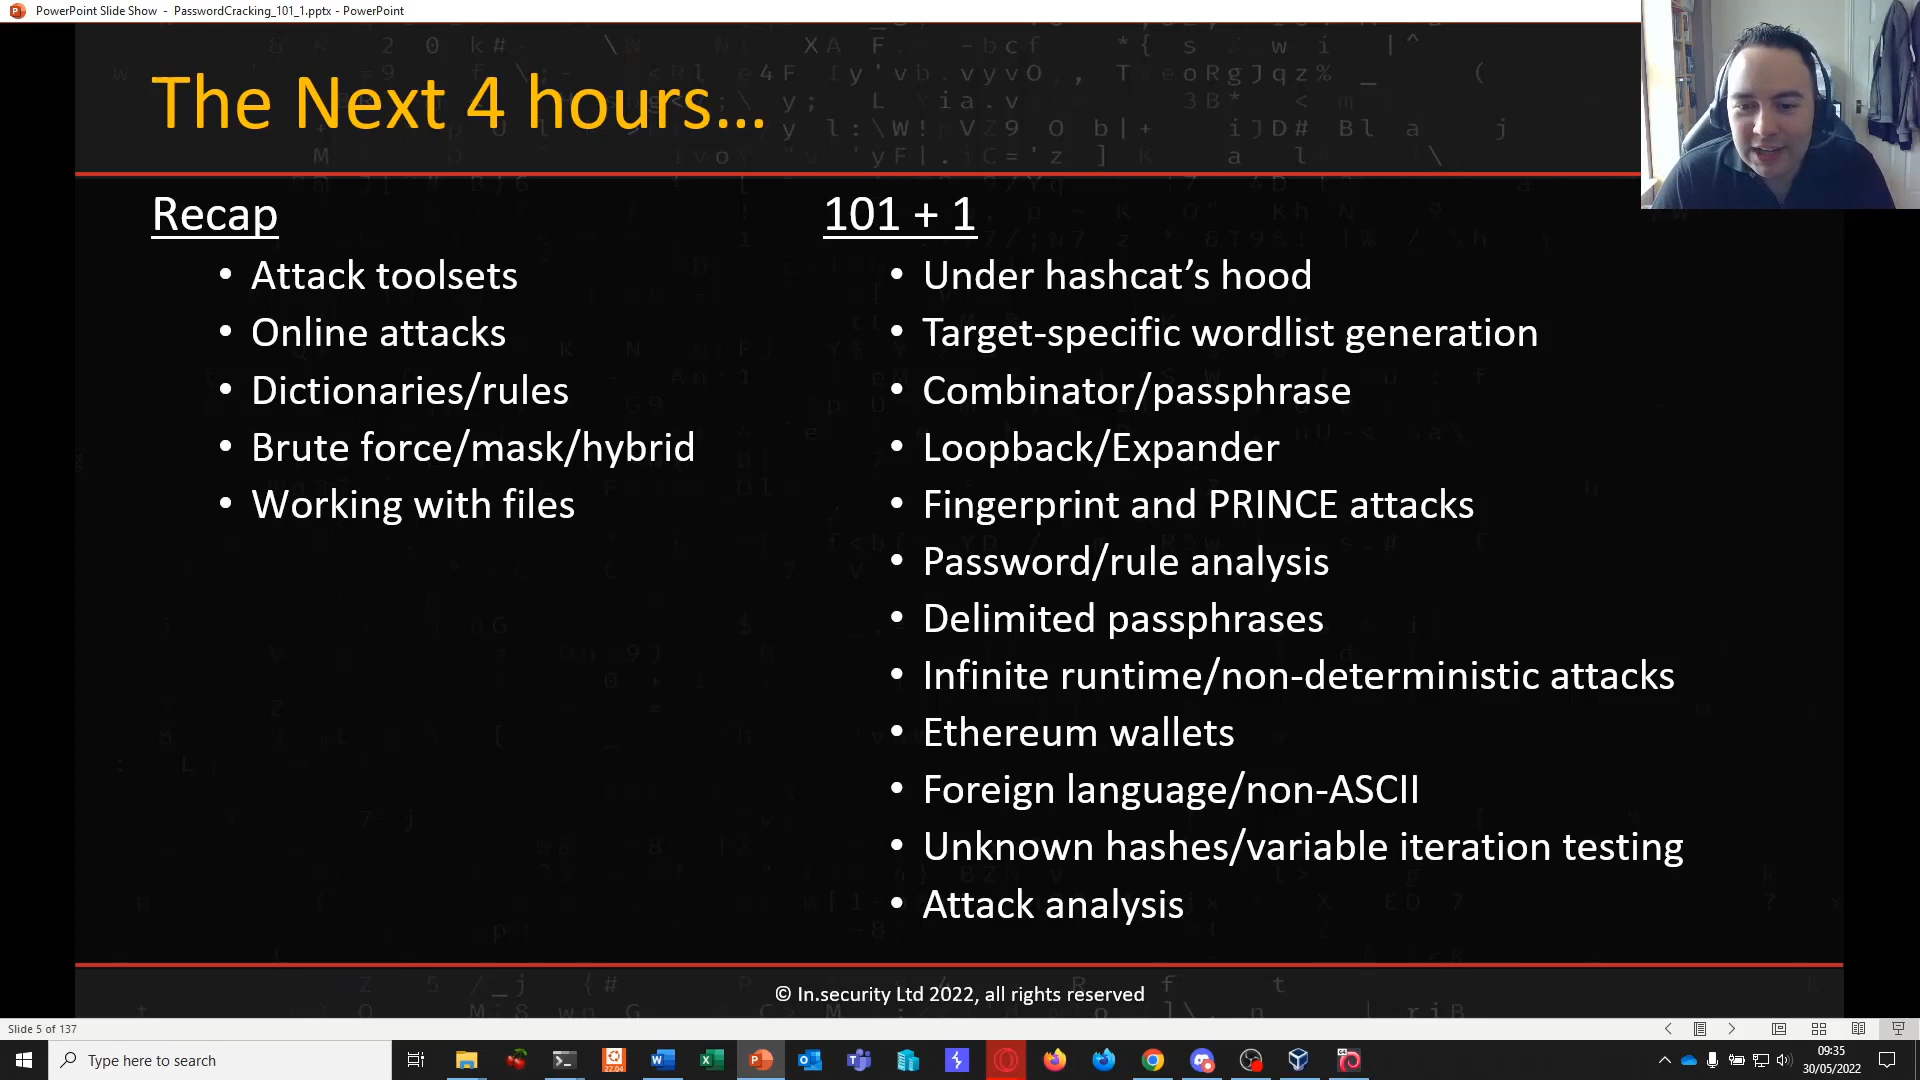 PowerPoint Slide Show - PasswordCracking_101_1.pptx - PowerPoint
The Next 4 hours...
Recap
• Attack toolsets
• Online attacks
• Dictionaries/rules
• Brute force/mask/hybrid
• Working with files
101 + 1
• Under hashcat’s hood
• Target-specific wordlist generation
• Combinator/passphrase
• Loopback/Expander
• Fingerprint and PRINCE attacks
• Password/rule analysis
• Delimited passphrases
• Infinite runtime/non-deterministic attacks
• Ethereum wallets
• Foreign language/non-ASCII
• Unknown hashes/variable iteration testing
• Attack analysis
© In.security Ltd 2022, all rights reserved
Slide 5 of 137
Type here to search
22.04
09:35
30/05/2022